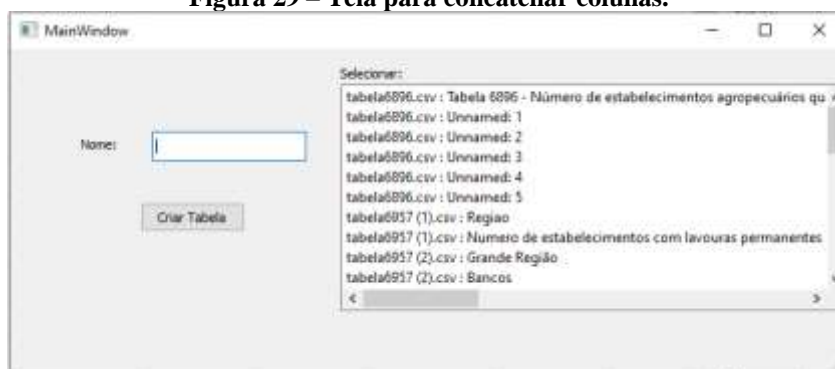 Figura 29 – Tela para concatenar colunas.
MainWindow
Selecionar:
tabela6896.csv : Tabela 6896 - Número de estabelecimentos agropecuários qu
tabela6896.csv : Unnamed: 1
tabela6896.csv : Unnamed: 2
Nome:
tabela6896.csv : Unnamed: 3
tabela6896.csv : Unnamed: 4
tabela6896.csv : Unnamed: 5
Criar Tabela
tabela6957 (1).csv : Regiao
tabela6957 (1).csv : Numero de estabelecimentos com lavouras permanentes
tabela6957 (2).csv : Grande Região
tabela6957 (2).csv : Bancos